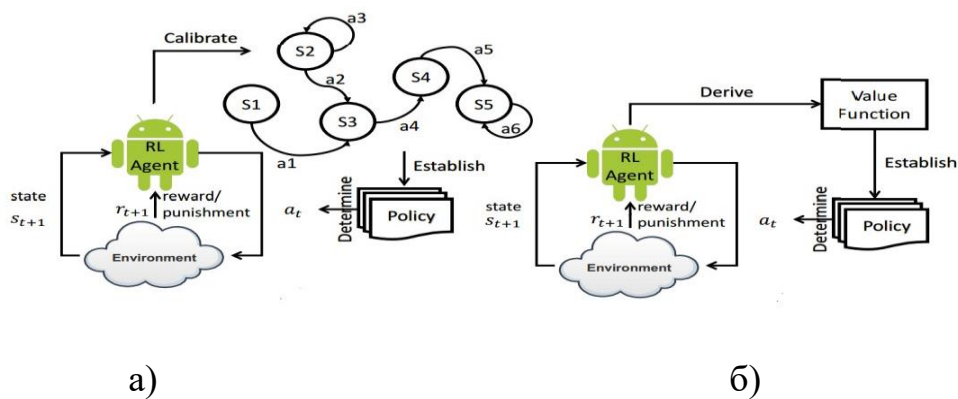 Calibrate
S1
S2
S3
S4
S5
a1
a2
a3
a4
a5
a6
RL
Agent
state
s_{t+1}
r_{t+1}
reward/
punishment
Environment
Establish
Determine
a_t
Policy
а)
Derive
Value
Function
RL
Agent
state
s_{t+1}
r_{t+1}
reward/
punishment
Environment
Establish
Determine
a_t
Policy
б)